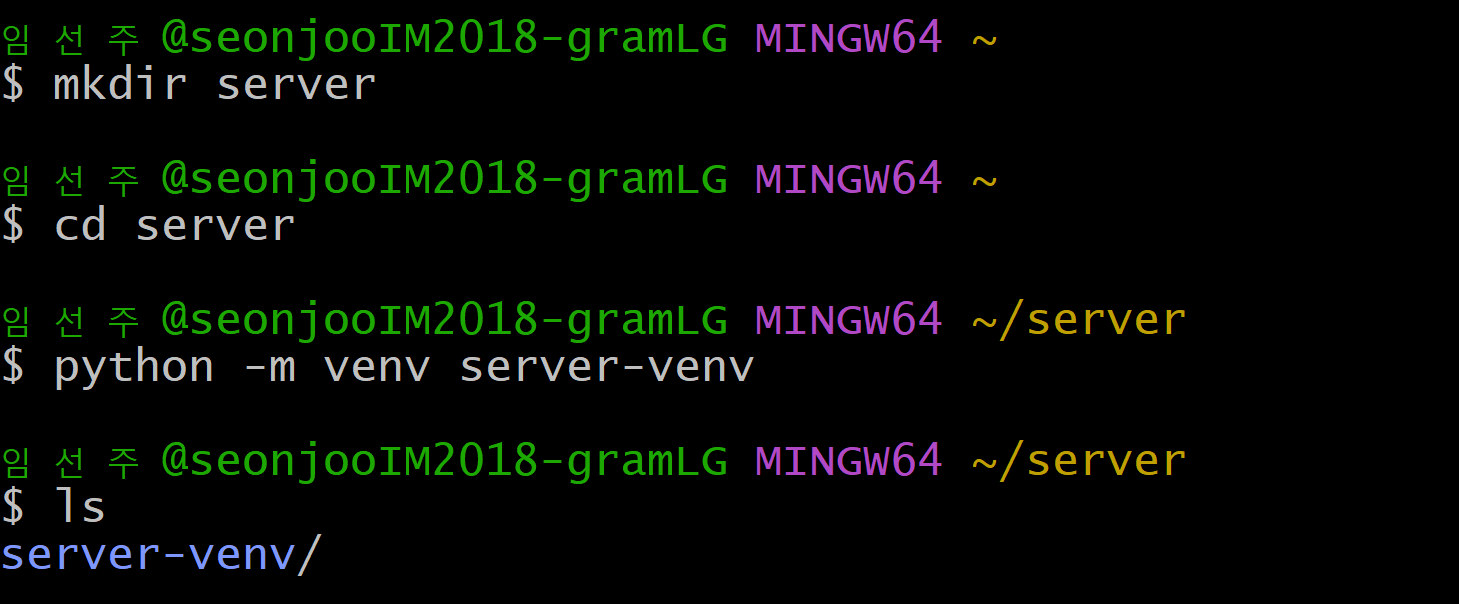 임 선 주 @seonjooIM2018-gramLG MINGW64 ~
$ mkdir server
임 선 주 @seonjooIM2018-gramLG MINGW64 ~
$ cd server
임 선 주 @seonjooIM2018-gramLG MINGW64 ~/server
$ python -m venv server-venv
임 선 주 @seonjooIM2018-gramLG MINGW64 ~/server
$ ls
server-venv/